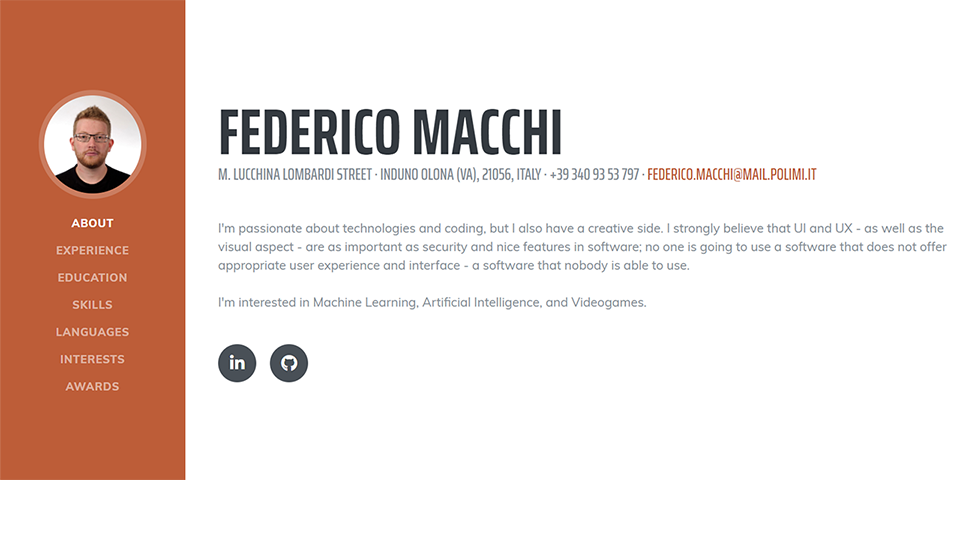 ABOUT
EXPERIENCE
EDUCATION
SKILLS
LANGUAGES
INTERESTS
AWARDS
FEDERICO MACCHI
M. LUCCHINA LOMBARDI STREET · INDUNO OLONA (VA), 21056, ITALY · +39 340 93 53 797 · FEDERICO.MACCHI@MAIL.POLIMI.IT
I'm passionate about technologies and coding, but I also have a creative side. I strongly believe that UI and UX - as well as the
visual aspect - are as important as security and nice features in software; no one is going to use a software that does not offer
appropriate user experience and interface - a software that nobody is able to use.
I'm interested in Machine Learning, Artificial Intelligence, and Videogames.
in